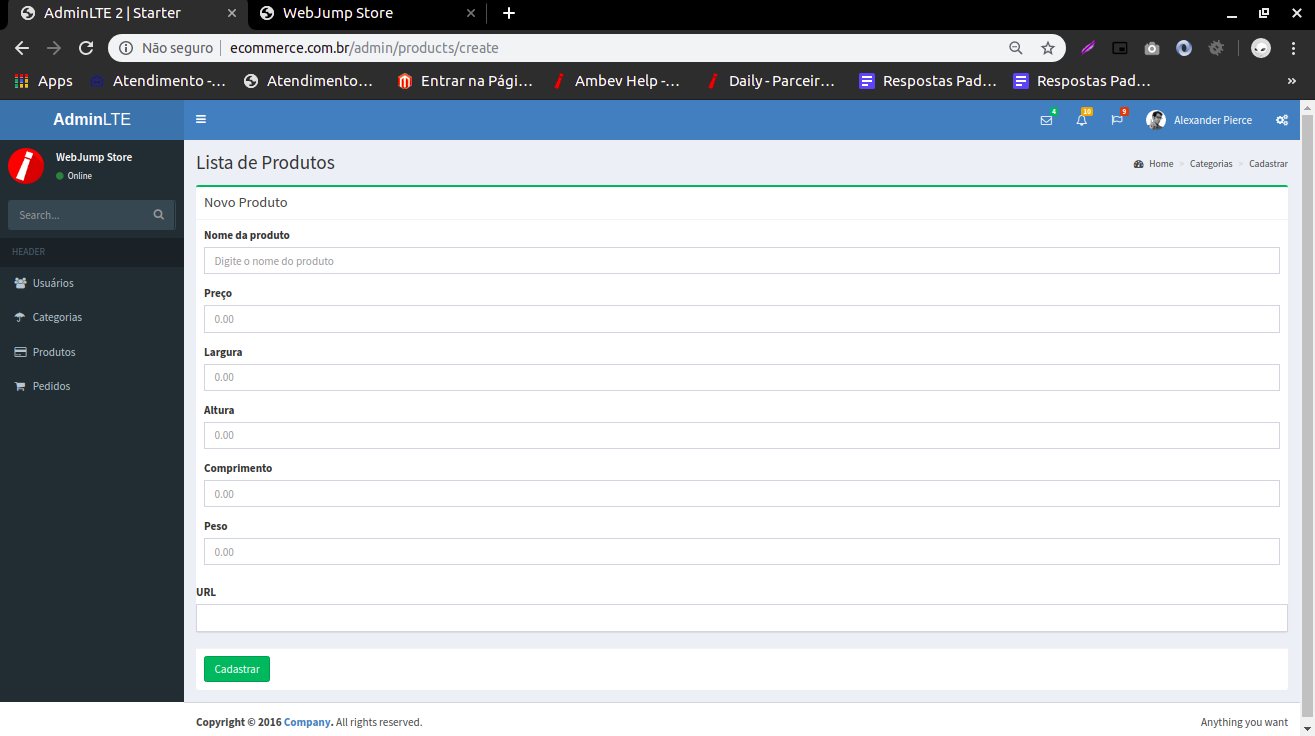 AdminLTE 2 | Starter
WebJump Store
Não seguro
ecommerce.com.br/admin/products/create
Apps
Atendimento -...
Atendimento...
Entrar na Pági...
Ambev Help -...
Daily - Parceir...
Respostas Pad...
Respostas Pad...
»
AdminLTE
4
10
9
Alexander Pierce
WebJump Store
Online
Search...
HEADER
Usuários
Categorias
Produtos
Pedidos
Lista de Produtos
Home > Categorias > Cadastrar
Novo Produto
Nome da produto
Digite o nome do produto
Preço
0.00
Largura
0.00
Altura
0.00
Comprimento
0.00
Peso
0.00
URL
Cadastrar
Copyright © 2016 Company. All rights reserved.
Anything you want